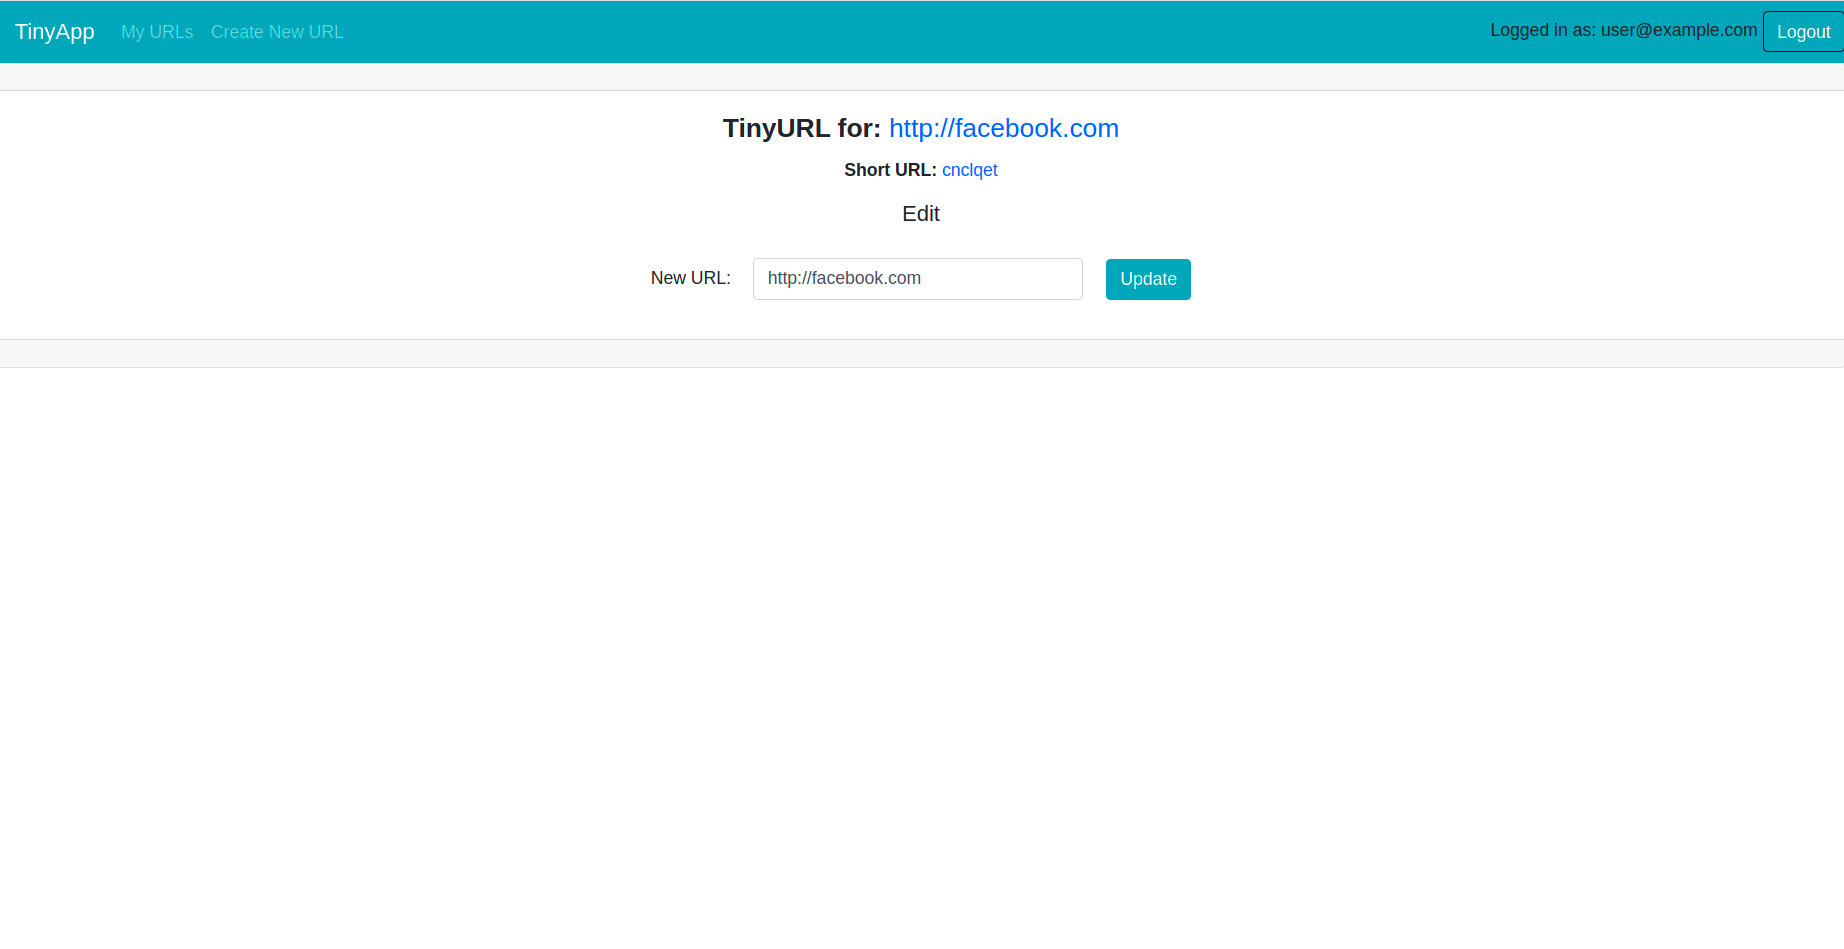 TinyApp My URLs Create New URL Logged in as: user@example.com Logout
TinyURL for: http://facebook.com
Short URL: cnclqet
Edit
New URL: http://facebook.com Update